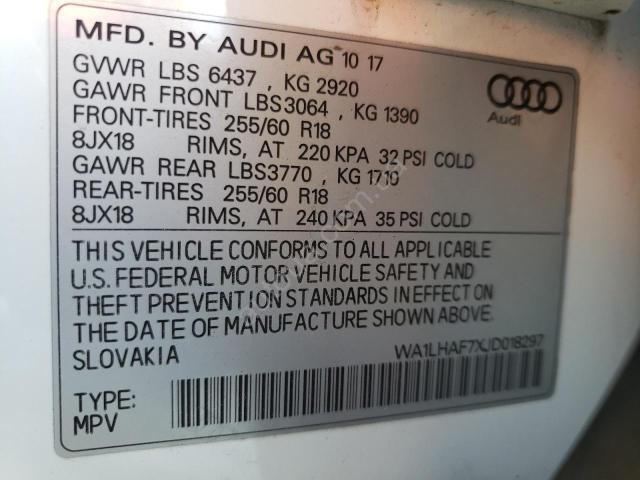 MFD. BY AUDI AG 10 17
GVWR LBS 6437 , KG 2920
GAWR FRONT LBS3064 , KG 1390
FRONT-TIRES 255/60 R18
8JX18 RIMS, AT 220 KPA 32 PSI COLD
GAWR REAR LBS3770 , KG 1710
REAR-TIRES 255/60 R18
8JX18 RIMS, AT 240 KPA 35 PSI COLD
Audi
THIS VEHICLE CONFORMS TO ALL APPLICABLE
U.S. FEDERAL MOTOR VEHICLE SAFETY AND
THEFT PREVENTION STANDARDS IN EFFECT ON
THE DATE OF MANUFACTURE SHOWN ABOVE.
SLOVAKIA
WA1LHAF7XJD018297
TYPE:
MPV